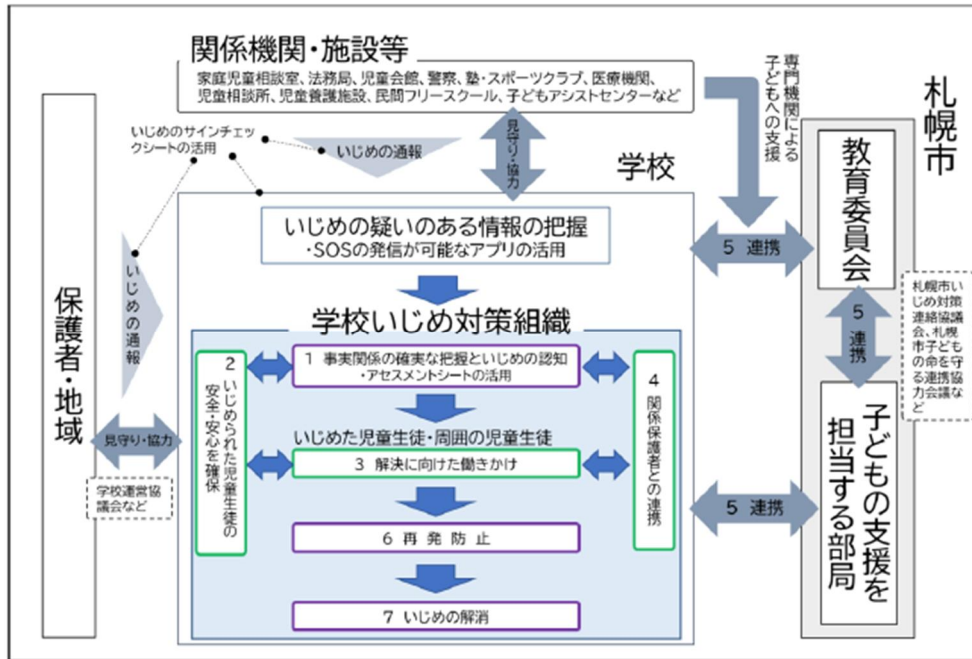 関係機関・施設等
家庭児童相談室、法務局、児童会館、警察、塾・スポーツクラブ、医療機関、
児童相談所、児童養護施設、民間フリースクール、子どもアシストセンターなど
専門機関による
子どもへの支援
札幌市
いじめのサインチェッ
クシートの活用
いじめの通報
見守り・協力
学校
いじめの疑いのある情報の把握
・SOSの発信が可能なアプリの活用
5 連携
教育委員会
保護者・地域
いじめの通報
学校いじめ対策組織
2 いじめられた児童生徒の
安全・安心を確保
1 事実関係の確実な把握といじめの認知
・アセスメントシートの活用
4 関係保護者との連携
5 連携
札幌市い
じめ対策
連絡協議
会、札幌
市子ども
の命を守
る連携協
力会議な
ど
見守り・協力
学校運営協
議会など
いじめた児童生徒・周囲の児童生徒
3 解決に向けた働きかけ
5 連携
子どもの支援を
担当する部局
6 再発防止
7 いじめの解消